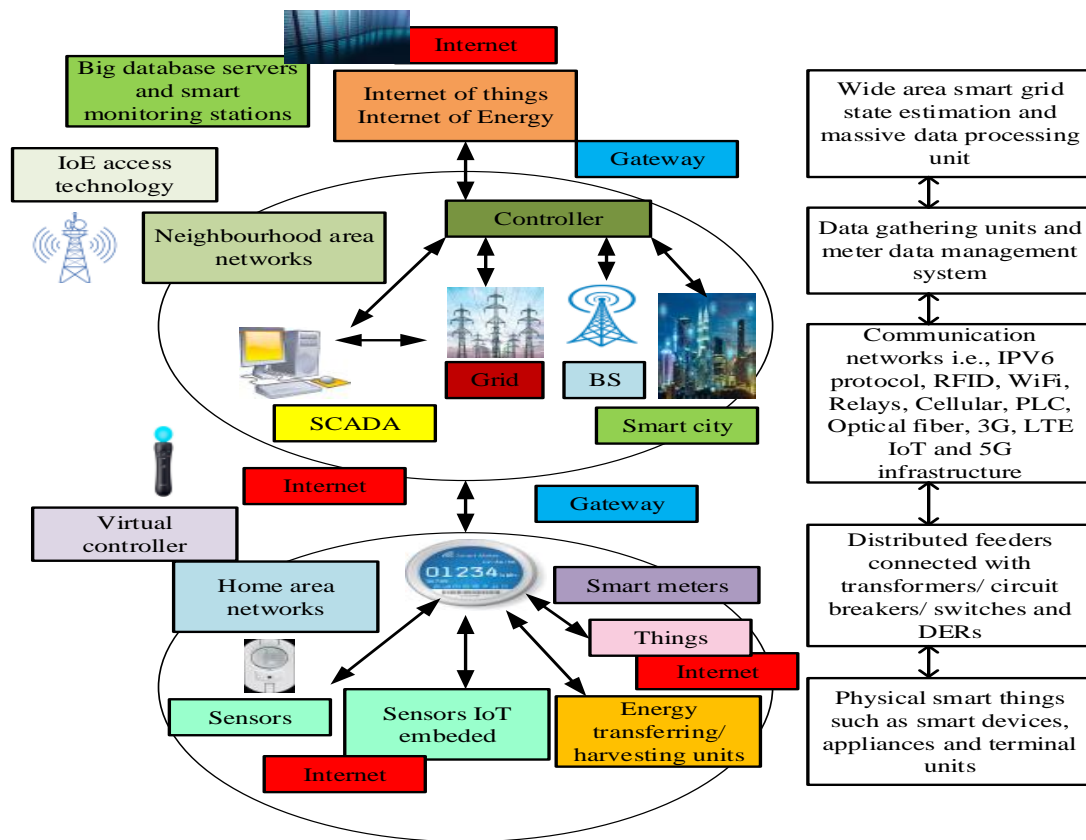 Internet
Big database servers
and smart
monitoring stations
Internet of things
Internet of Energy
Gateway
IoE access
technology
Neighbourhood area
networks
Controller
Grid
BS
SCADA
Smart city
Internet
Gateway
Virtual
controller
Home area
networks
01234
Smart meters
Things
Internet
Sensors
Sensors IoT
embeded
Energy
transferring/
harvesting units
Internet
Wide area smart grid
state estimation and
massive data processing
unit
Data gathering units and
meter data management
system
Communication
networks i.e., IPV6
protocol, RFID, WiFi,
Relays, Cellular, PLC,
Optical fiber, 3G, LTE
IoT and 5G
infrastructure
Distributed feeders
connected with
transformers/ circuit
breakers/ switches and
DERs
Physical smart things
such as smart devices,
appliances and terminal
units